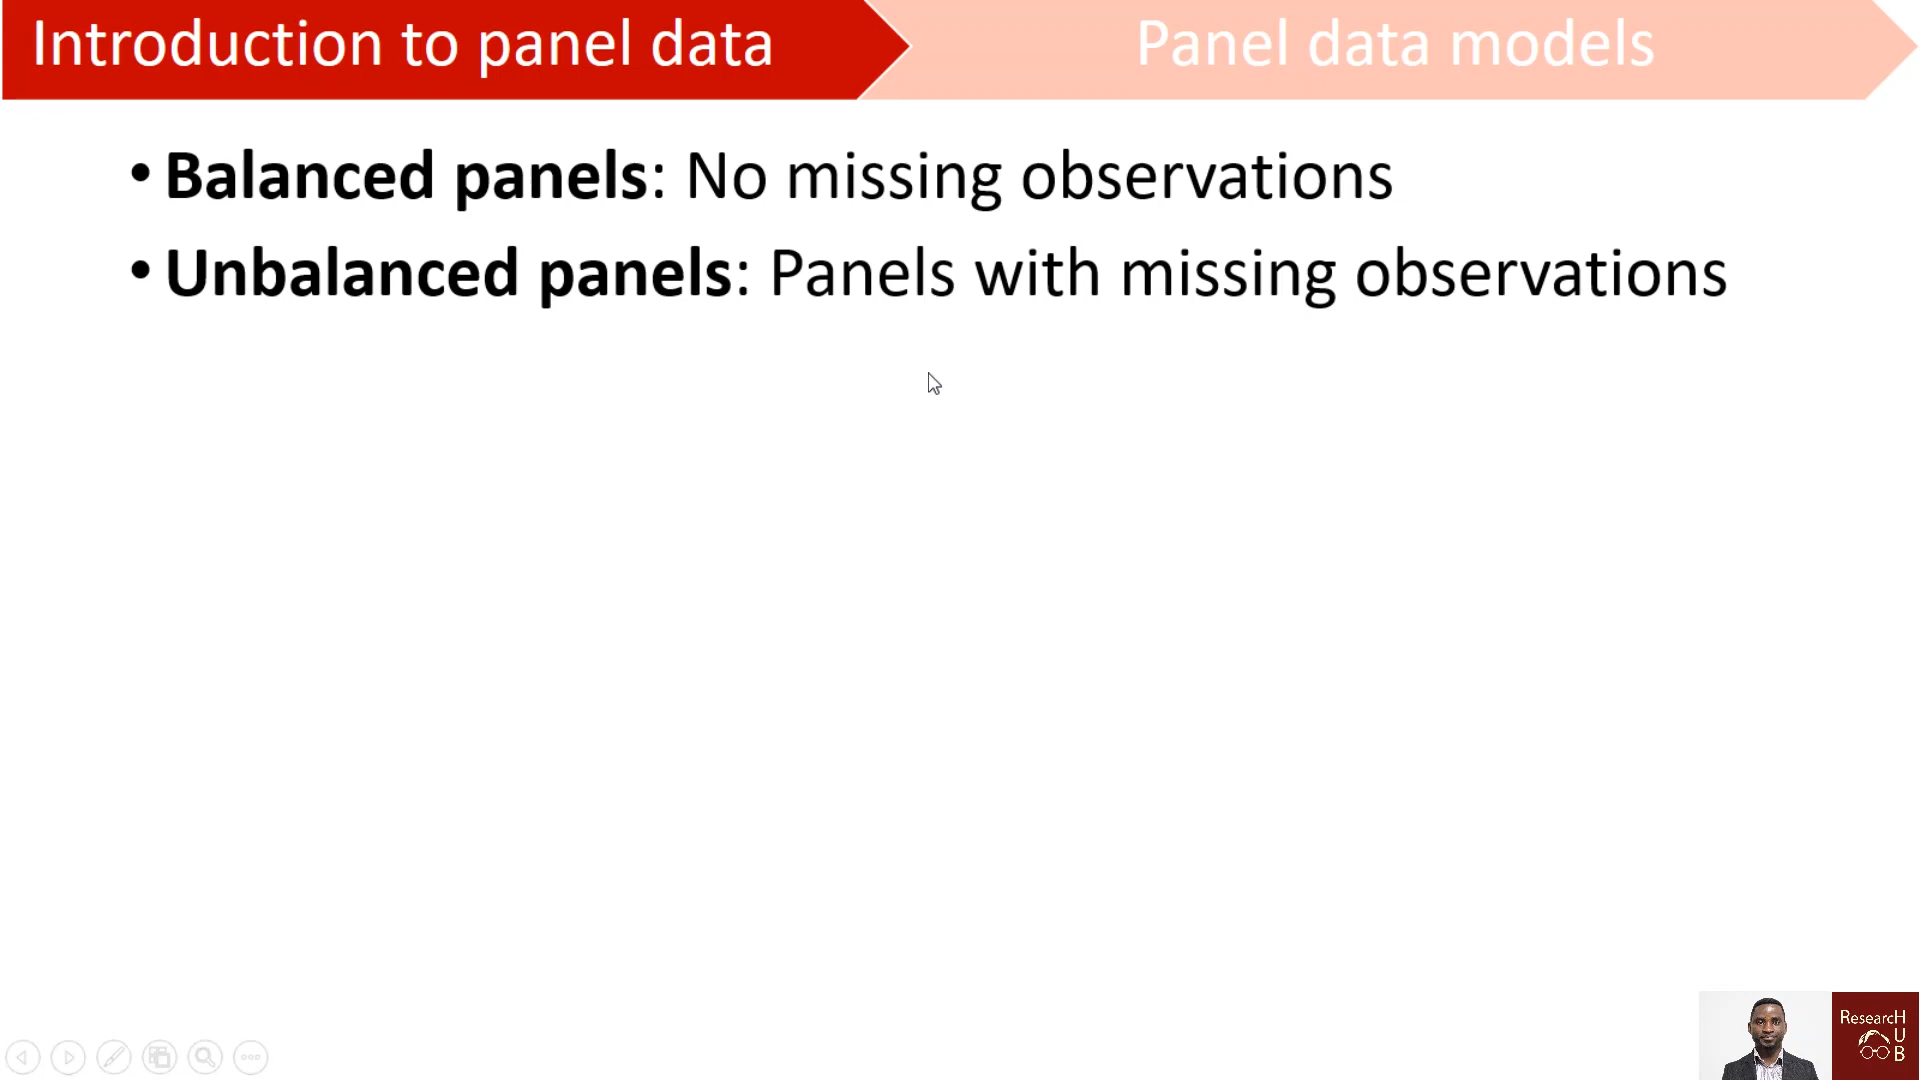 Introduction to panel data
Panel data models
• Balanced panels: No missing observations
• Unbalanced panels: Panels with missing observations
ResearcH
U
B